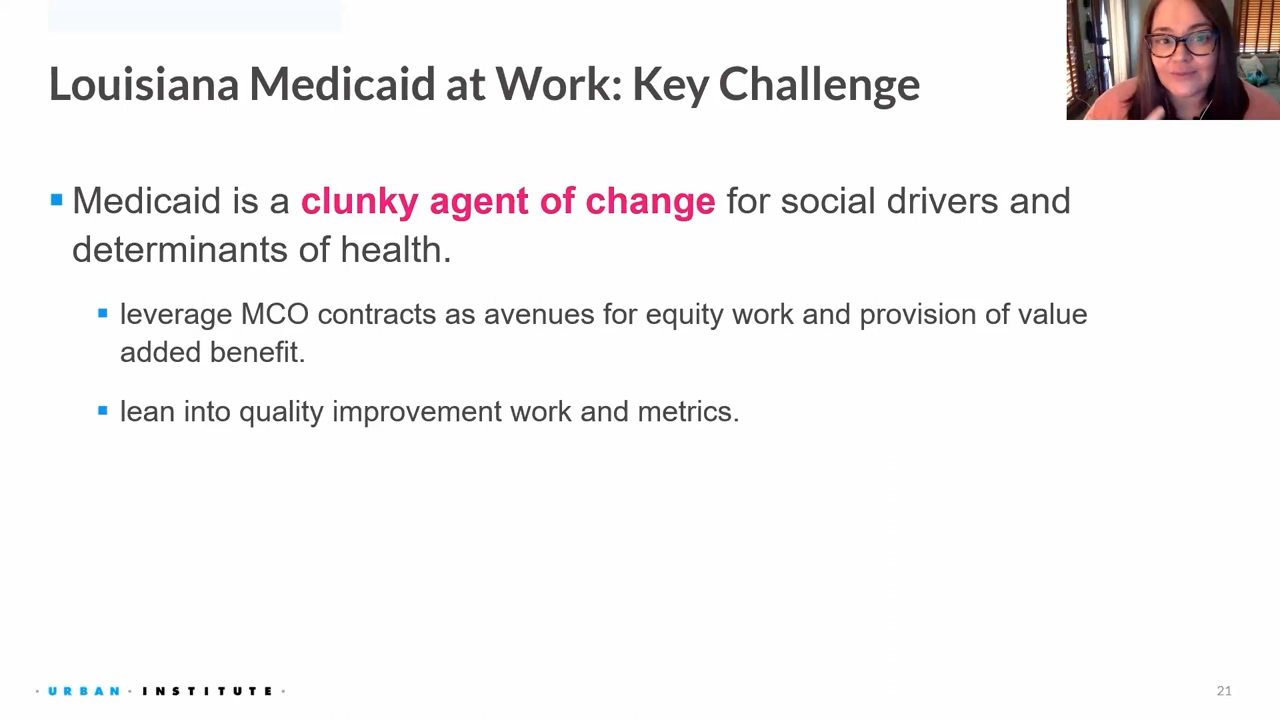 Louisiana Medicaid at Work: Key Challenge
Medicaid is a clunky agent of change for social drivers and
determinants of health.
leverage MCO contracts as avenues for equity work and provision of value
added benefit.
lean into quality improvement work and metrics.
URBAN INSTITUTE
21